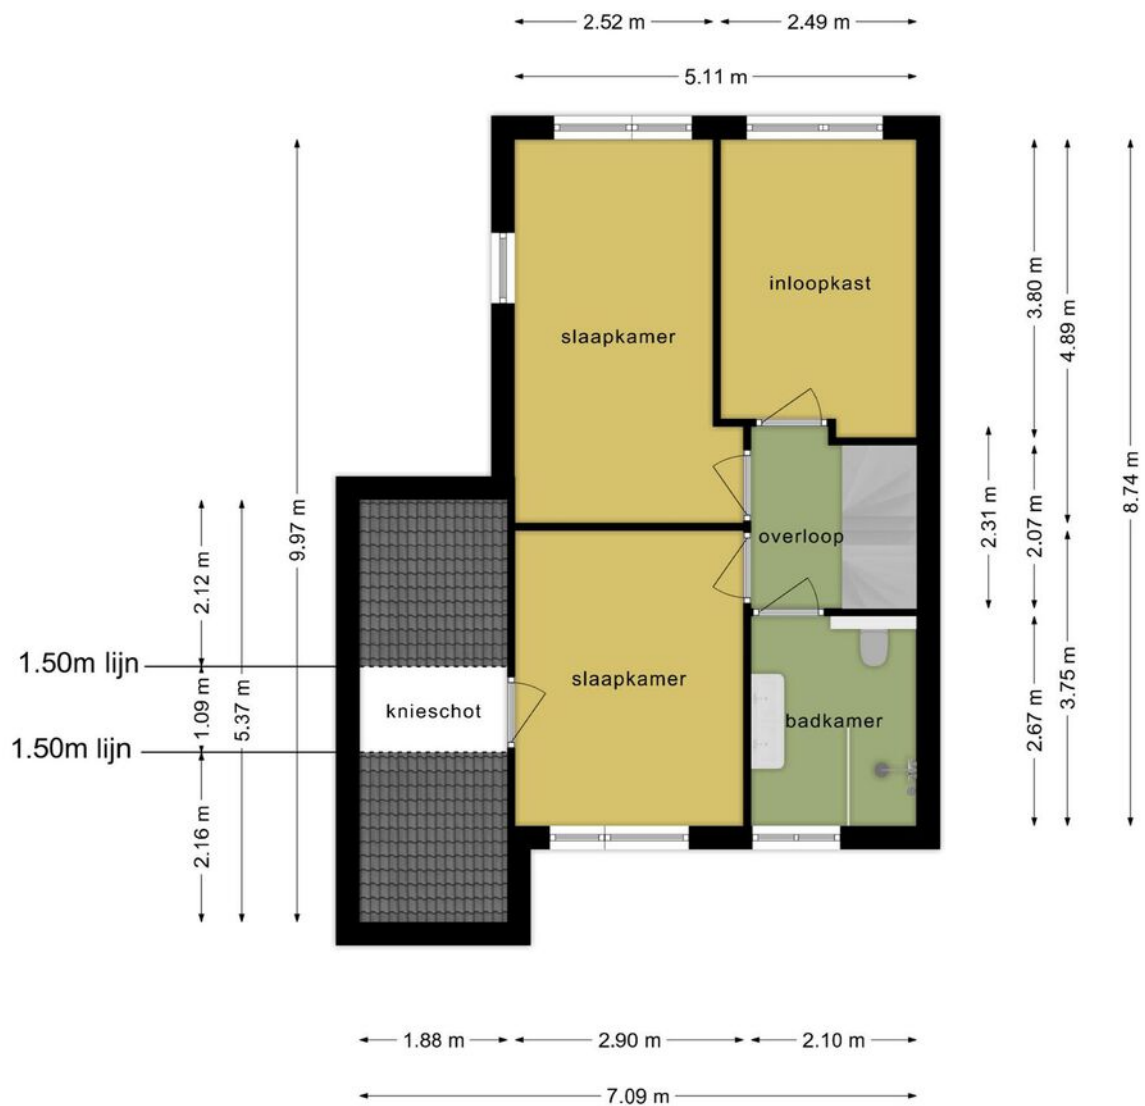 2.52 m
2.49 m
5.11 m
inloopkast
slaapkamer
3.80 m
4.89 m
8.74 m
9.97 m
2.31 m
2.07 m
overloop
2.12 m
1.50m lijn
1.09 m
5.37 m
slaapkamer
knieschot
badkamer
3.75 m
2.67 m
1.50m lijn
2.16 m
1.88 m
2.90 m
2.10 m
7.09 m